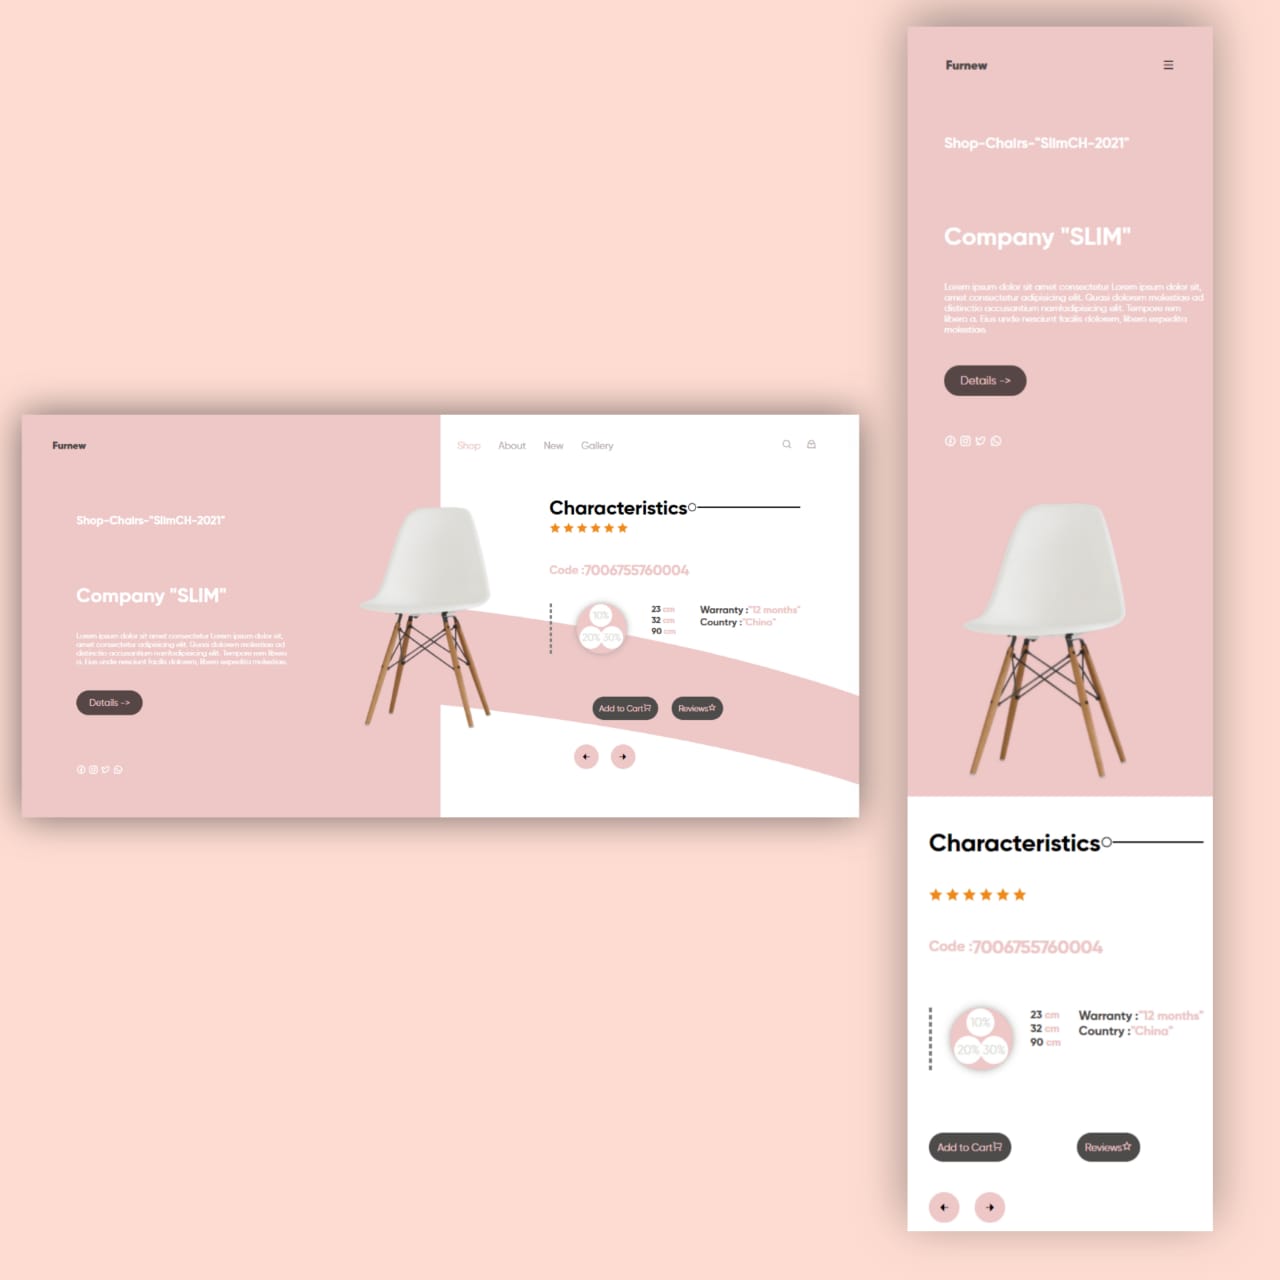 Furnew
Shop About New Gallery
Shop-Chairs-"SlimCH-2021"
Company "SLIM"
Lorem ipsum dolor sit amet consectetur Lorem ipsum dolor sit,
amet consectetur adipisicing elit. Quasi dolorem molestiae ad
distinctio accusantium namfadipisicing elit. Tempore rem libero
a. Eius unde nesciunt facilis dolorem, libero expedita molestiae.
Details ->
Characteristics
Code :7006755760004
10%
20% 30%
23 cm
32 cm
90 cm
Warranty :"12 months"
Country :"China"
Add to Cart
Reviews
Furnew
Shop-Chairs-"SlimCH-2021"
Company "SLIM"
Lorem ipsum dolor sit amet consectetur Lorem ipsum dolor sit,
amet consectetur adipisicing elit. Quasi dolorem molestiae ad
distinctio accusantium namfadipisicing elit. Tempore rem
libero a. Eius unde nesciunt facilis dolorem, libero expedita
molestiae.
Details ->
Characteristics
Code :7006755760004
10%
20% 30%
23 cm
32 cm
90 cm
Warranty :"12 months"
Country :"China"
Add to Cart
Reviews